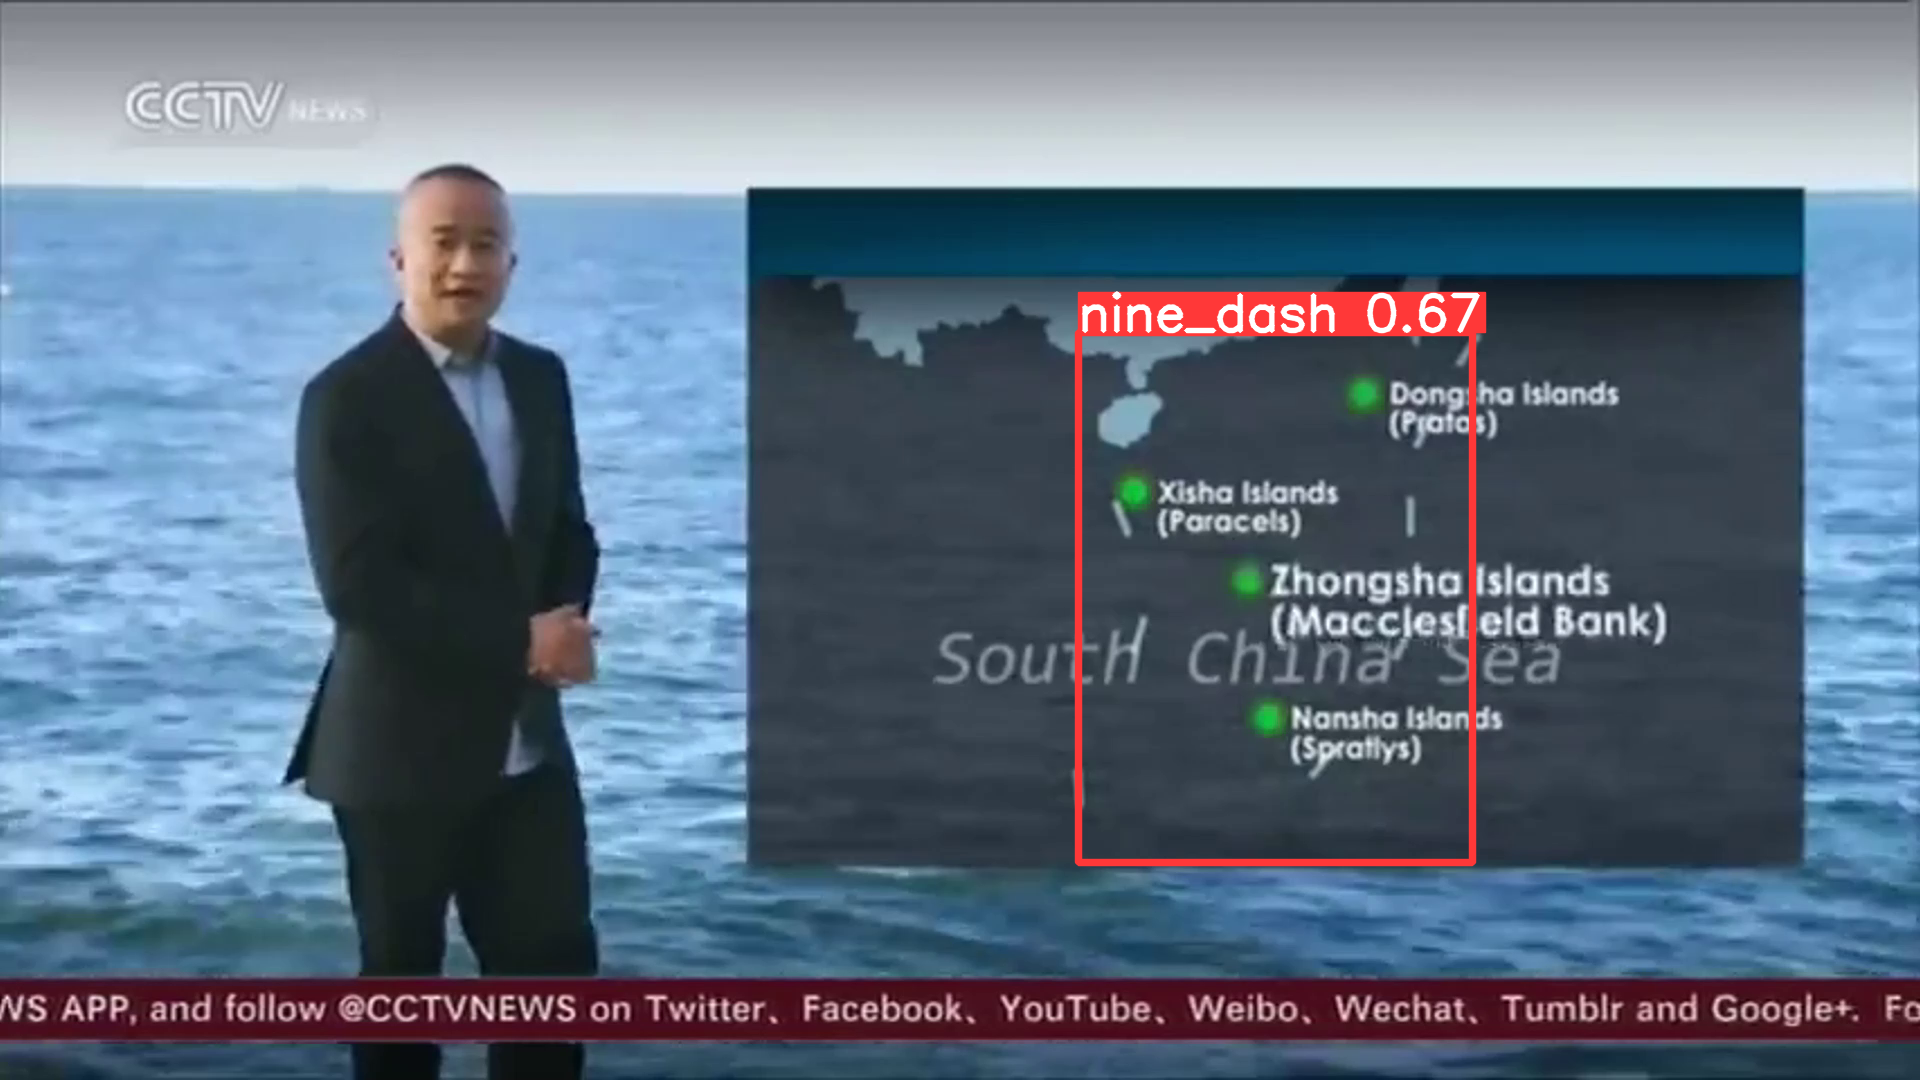 CCTV NEWS
nine_dash 0.67
Dongsha Islands
(Pratas)
Xisha Islands
(Paracels)
Zhongsha Islands
(Macclesfield Bank)
South China Sea
Nansha Islands
(Spratlys)
WS APP, and follow @CCTVNEWS on Twitter、Facebook、YouTube、Weibo、Wechat、Tumblr and Google+. Fo